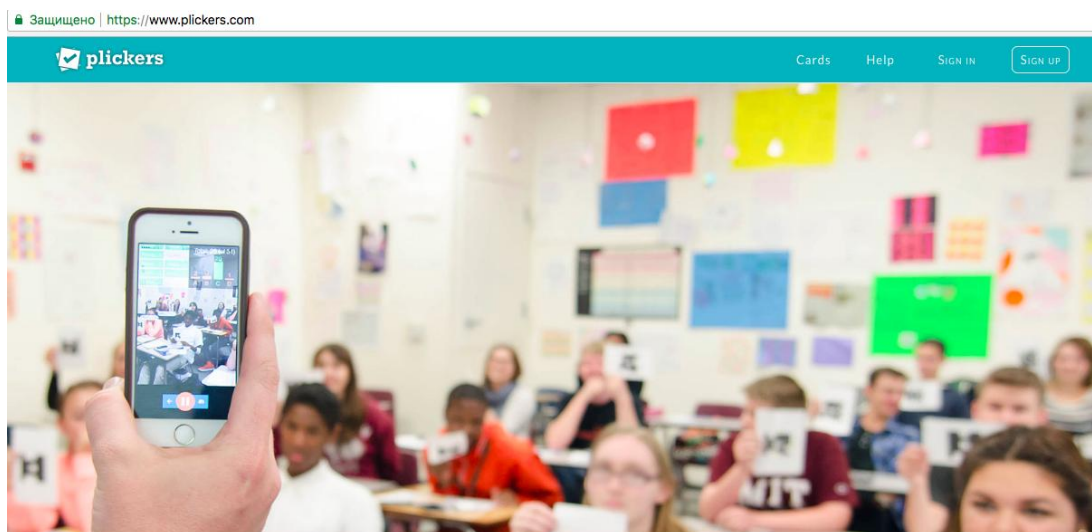 Защищено | https://www.plickers.com
plickers
Cards Help SIGN IN SIGN UP
MIT